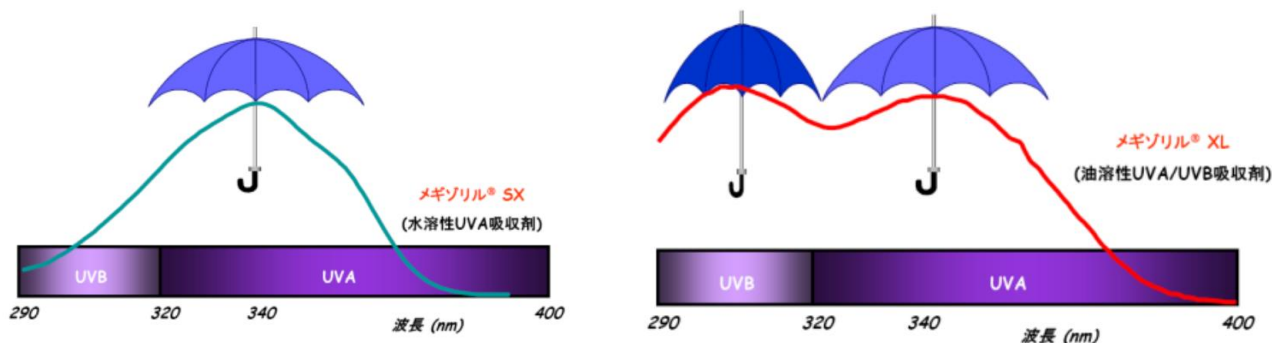 メギゾリル® SX
(水溶性UVA吸収剤)
UVB
UVA
290
320
340
400
波長 (nm)
メギゾリル® XL
(油溶性UVA/UVB吸収剤)
UVB
UVA
290
320
340
400
波長 (nm)